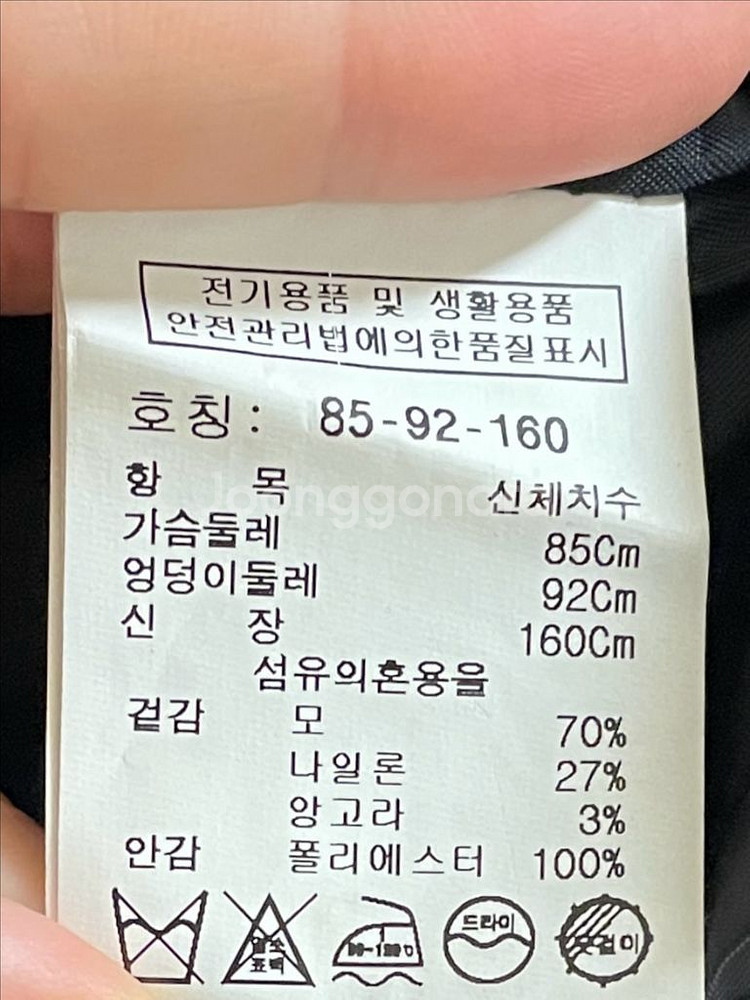 전기용품 및 생활용품
안전관리법에의한품질표시
호칭: 85-92-160
항 목 신체치수
가슴둘레 85Cm
엉덩이둘레 92Cm
신 장 160Cm
섬유의혼용율
겉감 모 70%
나일론 27%
앙고라 3%
안감 폴리에스터 100%
표백
드라이